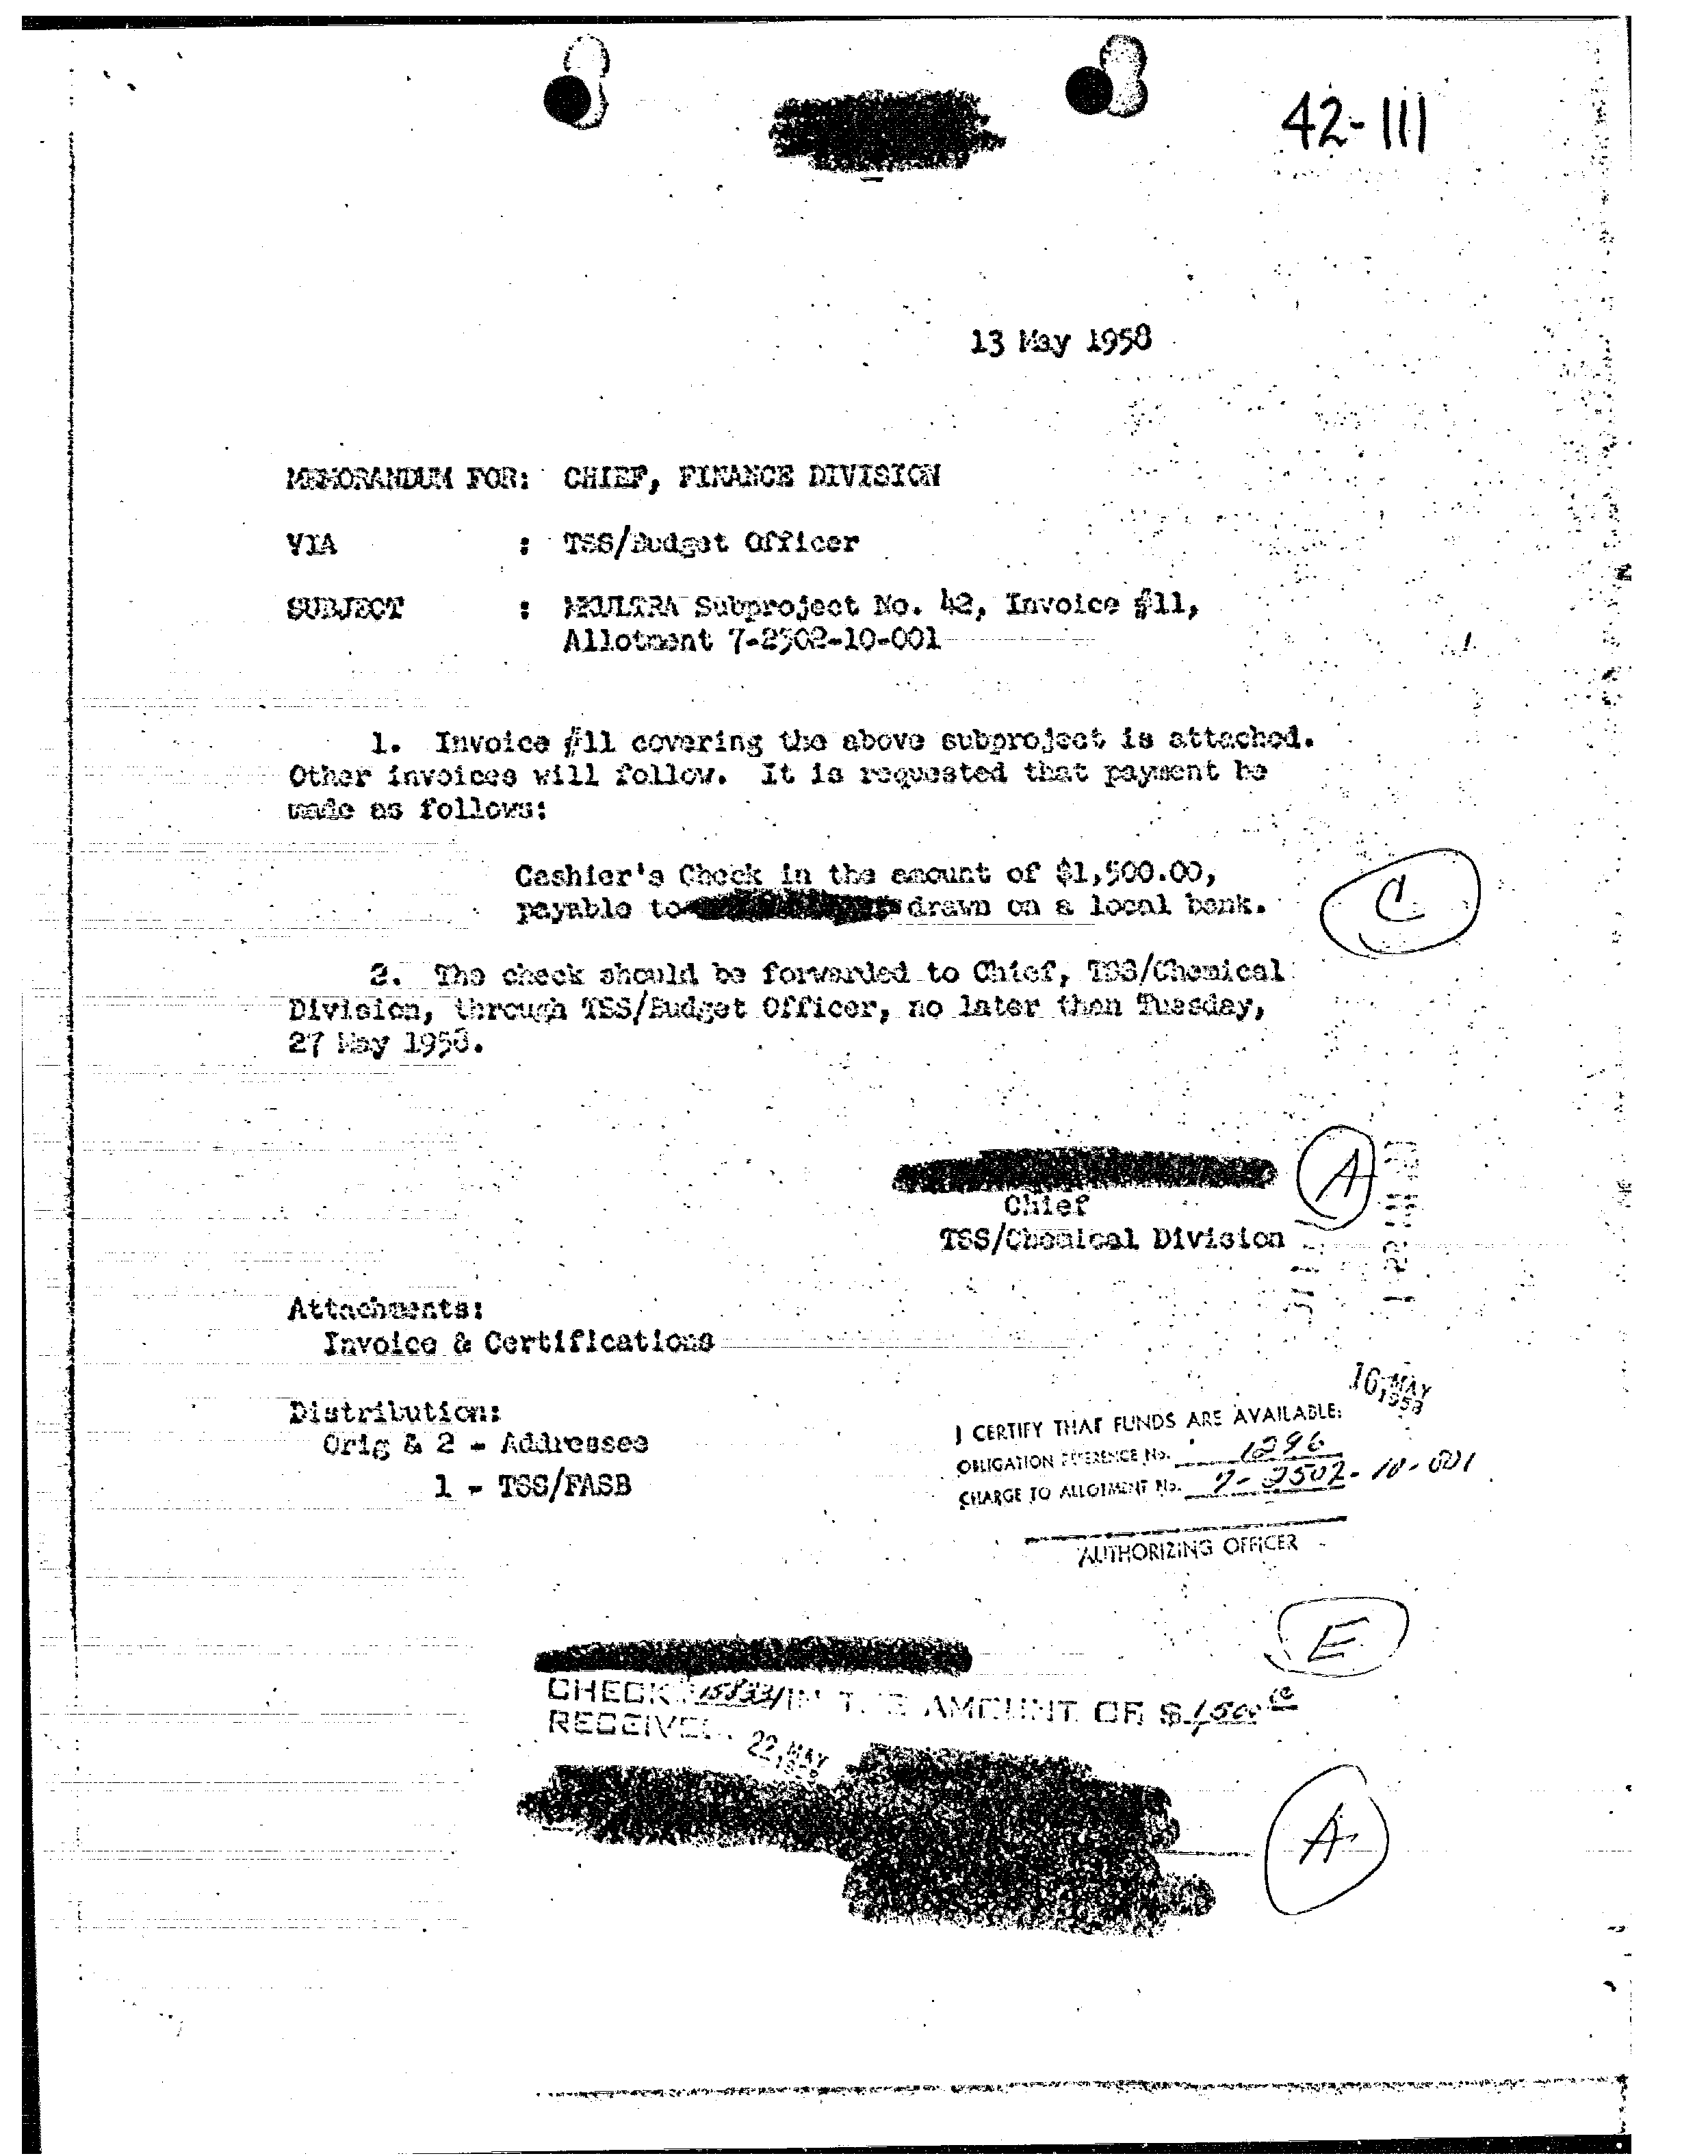 42-111
13 May 1958
MEMORANDUM FOR: CHIEF, FINANCE DIVISION
VIA : TSS/Budget Officer
SUBJECT : MKULTRA Subproject No. 42, Invoice #11,
Allotment 7-2502-10-001
1. Invoice #11 covering the above subproject is attached.
Other invoices will follow. It is requested that payment be
made as follows:
Cashier's Check in the amount of $1,500.00,
payable to drawn on a local bank.
C
2. The check should be forwarded to Chief, TSS/Chemical
Division, through TSS/Budget Officer, no later than Tuesday,
27 May 1958.
A
Chief
TSS/Chemical Division
Attachments:
Invoice & Certifications
16 MAY 1958
Distribution:
Orig & 2 - Addressee
1 - TSS/FASB
I CERTIFY THAT FUNDS ARE AVAILABLE:
OBLIGATION REFERENCE No. 1296
CHARGE TO ALLOTMENT No. 7-2502-10-001
AUTHORIZING OFFICER
E
CHECK IN THE AMOUNT OF $1,500.00
RECEIVED
22 MAY 1958
A